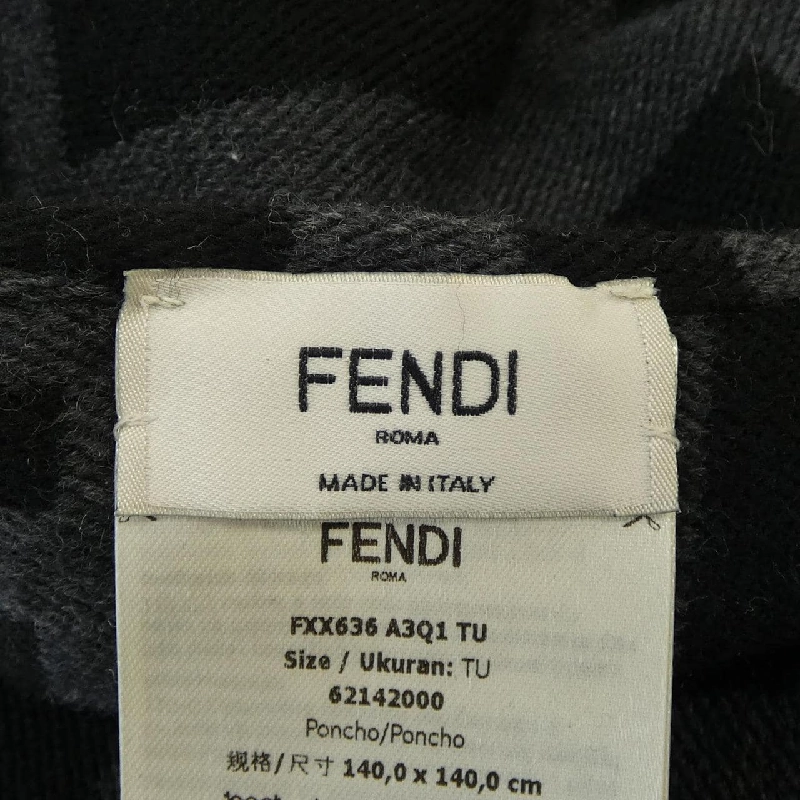 FENDI
ROMA
MADE IN ITALY
FENDI
ROMA
FXX636 A3Q1 TU
Size / Ukuran: TU
62142000
Poncho/Poncho
规格/尺寸 140,0 x 140,0 cm